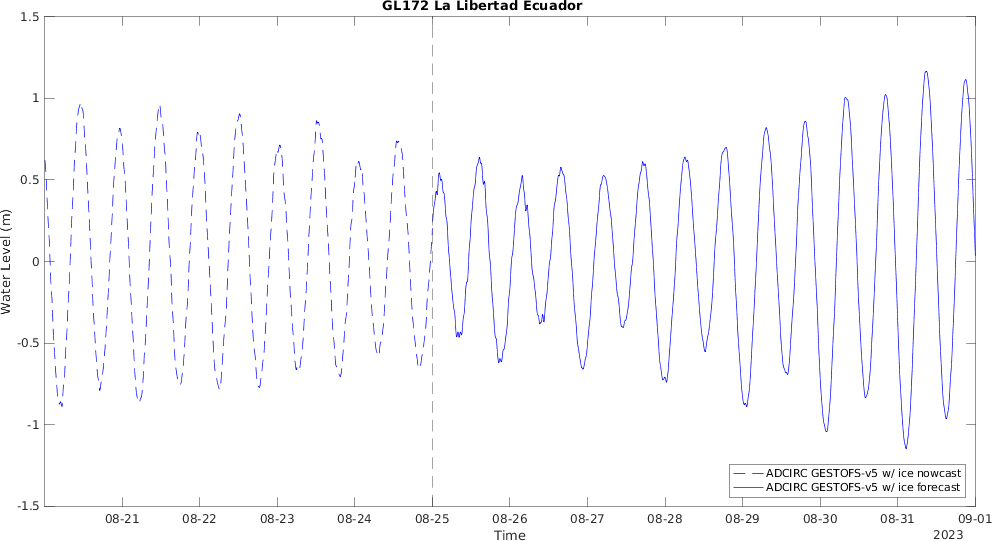 GL172 La Libertad Ecuador
1.5
1
0.5
0
-0.5
-1
-1.5
Water Level (m)
08-21 08-22 08-23 08-24 08-25 08-26 08-27 08-28 08-29 08-30 08-31 09-01
Time
2023
ADCIRC GESTOFS-v5 w/ ice nowcast
ADCIRC GESTOFS-v5 w/ ice forecast